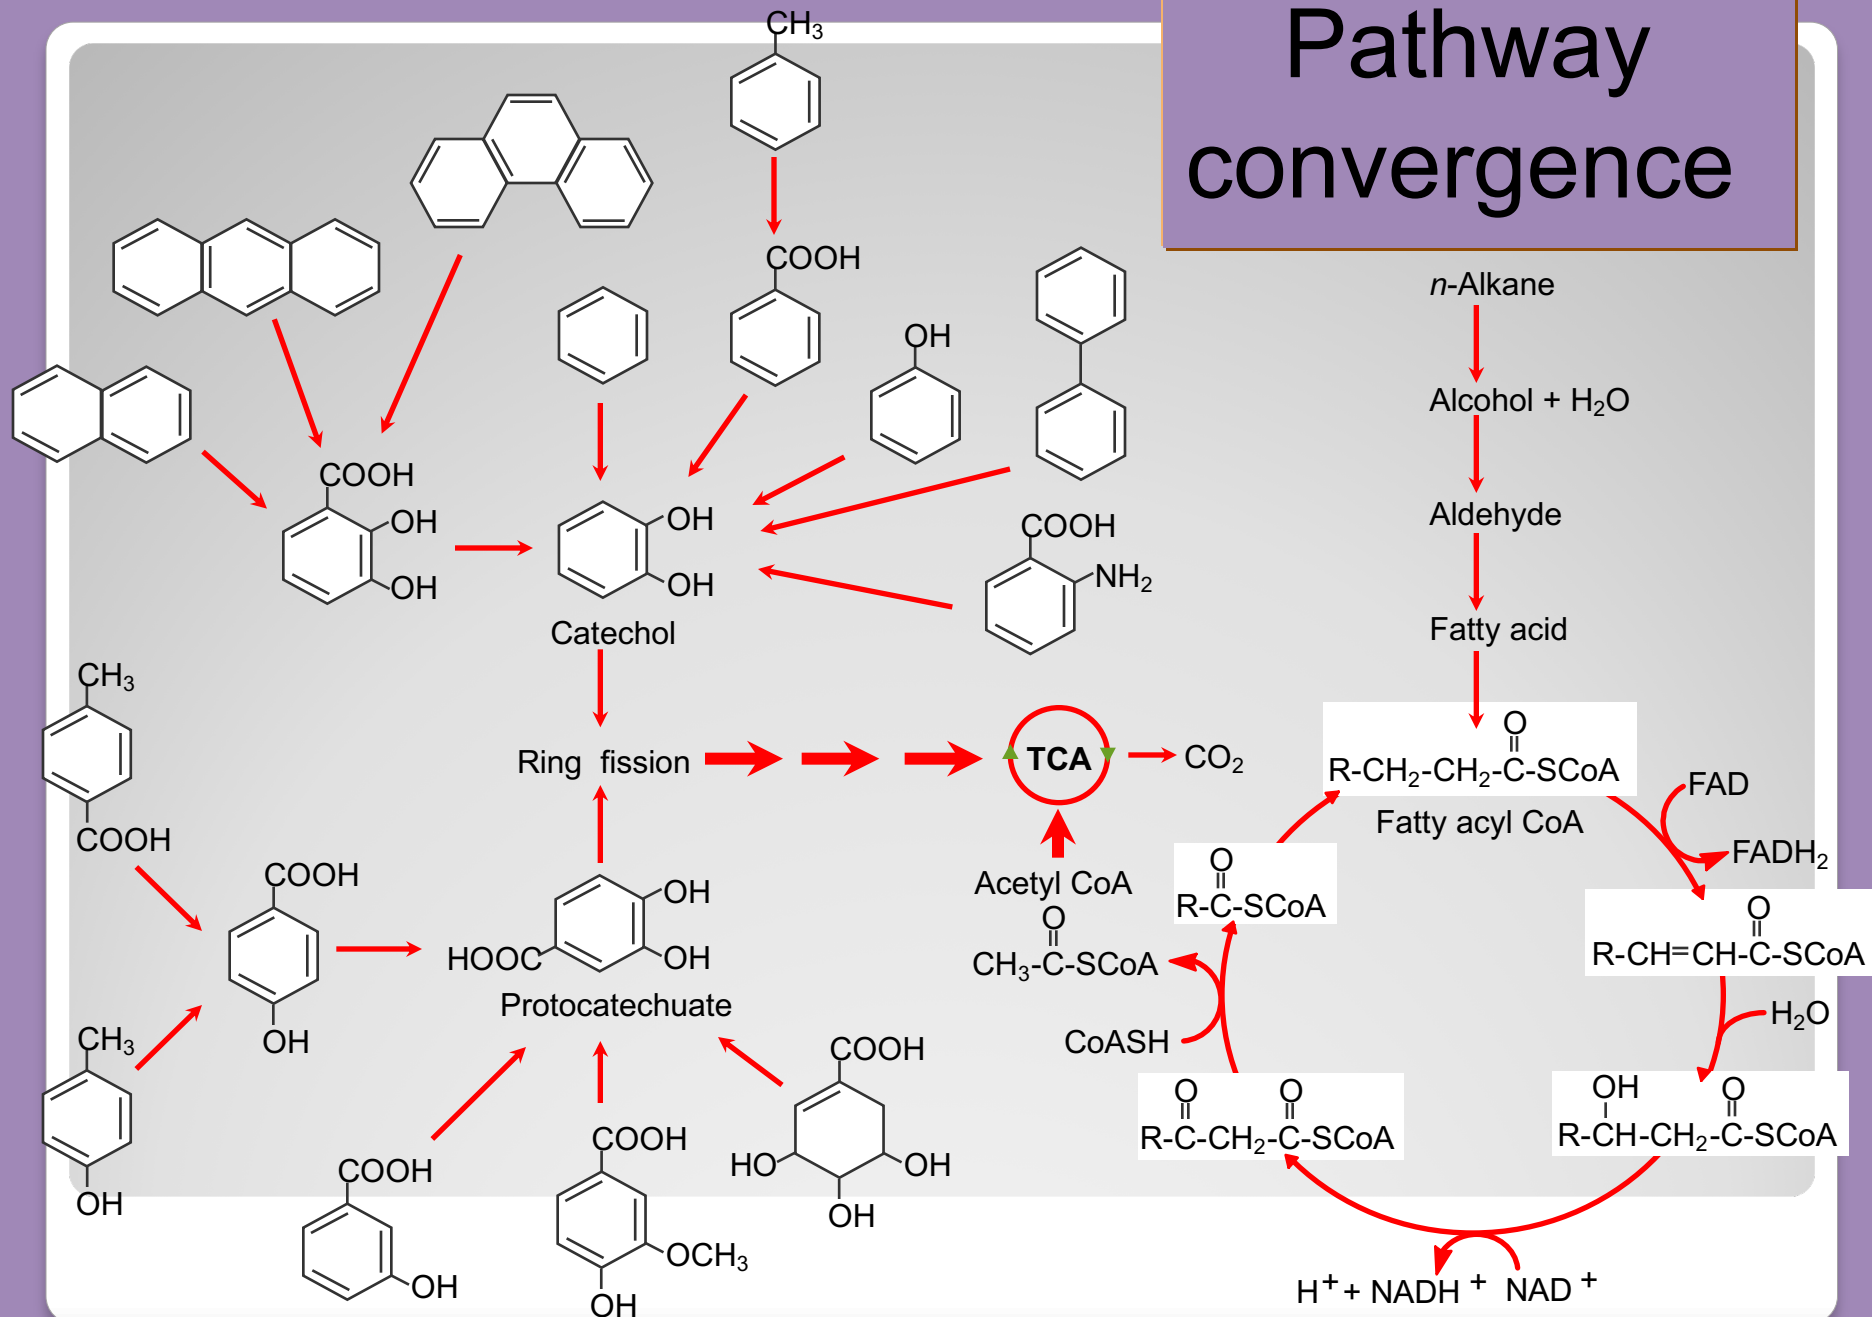 Pathway
convergence
CH₃
COOH
OH
COOH
OH
OH
OH
OH
Catechol
COOH
NH₂
n-Alkane
Alcohol + H₂O
Aldehyde
Fatty acid
O
R-CH₂-CH₂-C-SCoA
Fatty acyl CoA
FAD
FADH₂
O
R-CH=CH-C-SCoA
H₂O
OH O
R-CH-CH₂-C-SCoA
H⁺ + NADH ⁺ NAD ⁺
O O
R-C-CH₂-C-SCoA
CoASH
O
R-C-SCoA
Ring fission
TCA
CO₂
Acetyl CoA
O
CH₃-C-SCoA
CH₃
COOH
COOH
OH
CH₃
OH
OH
HOOC
OH
Protocatechuate
COOH
OH
COOH
OCH₃
OH
COOH
HO
OH
OH